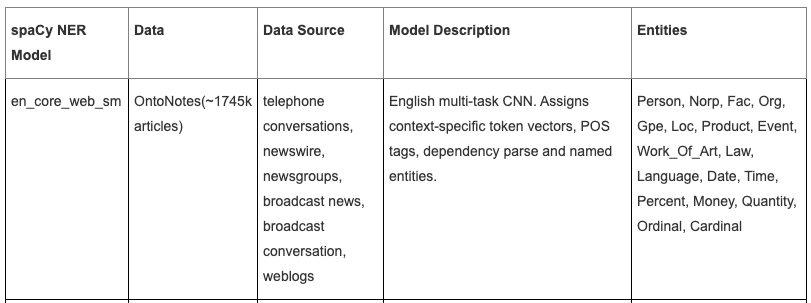 spaCy NER
Model
Data
Data Source
Model Description
Entities
en_core_web_sm
OntoNotes(~1745k
articles)
telephone
conversations,
newswire,
newsgroups,
broadcast news,
broadcast
conversation,
weblogs
English multi-task CNN. Assigns
context-specific token vectors, POS
tags, dependency parse and named
entities.
Person, Norp, Fac, Org,
Gpe, Loc, Product, Event,
Work_Of_Art, Law,
Language, Date, Time,
Percent, Money, Quantity,
Ordinal, Cardinal